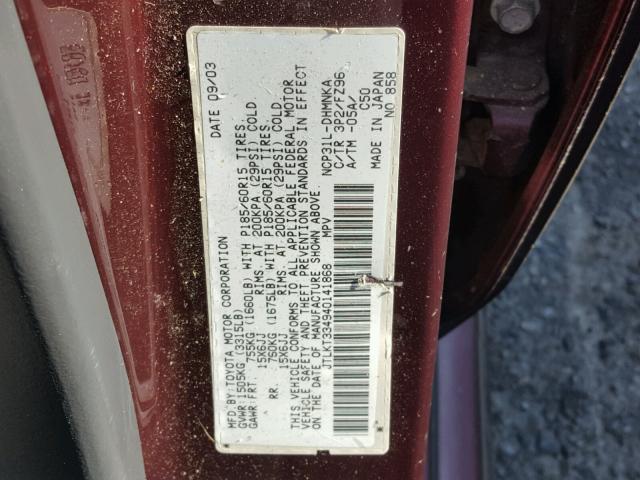 MFD.BY:TOYOTA MOTOR CORPORATION DATE 09/03
GVWR:1505KG(3315LB)
GAWR:FRT. 755KG(1660LB) WITH P185/60R15 TIRES,
15X6JJ RIMS, AT 200KPA(29PSI) COLD.
RR. 760KG(1675LB) WITH P185/60R15 TIRES,
15X6JJ RIMS, AT 200KPA(29PSI) COLD.
THIS VEHICLE CONFORMS TO ALL APPLICABLE FEDERAL MOTOR
VEHICLE SAFETY AND THEFT PREVENTION STANDARDS IN EFFECT
ON THE DATE OF MANUFACTURE SHOWN ABOVE.
JTLKT334940141868 MPV
NCP31L-DHMNKA
C/TR 3P2/FZ96
A/TM -05A/
C50
MADE IN JAPAN
NO 858